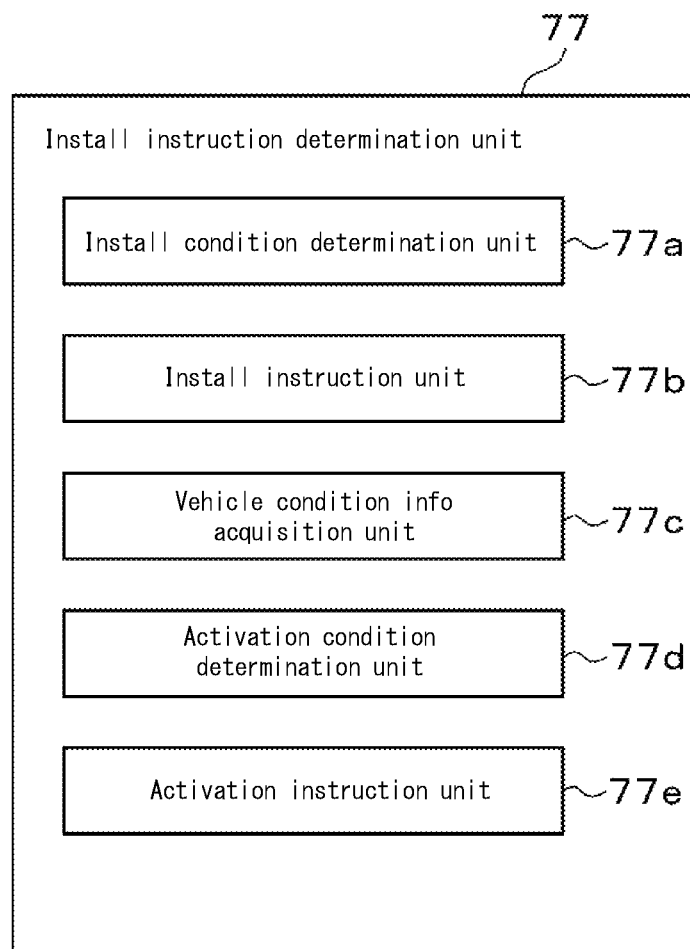 77
Install instruction determination unit
Install condition determination unit
77a
Install instruction unit
77b
Vehicle condition info
acquisition unit
77c
Activation condition
determination unit
77d
Activation instruction unit
77e